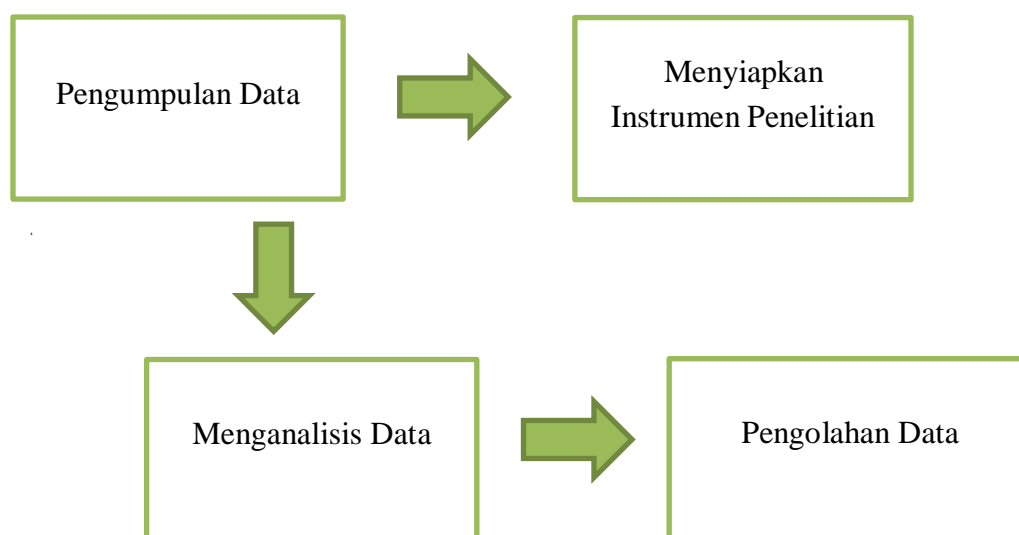 Pengumpulan Data
Menyiapkan
Instrumen Penelitian
Menganalisis Data
Pengolahan Data